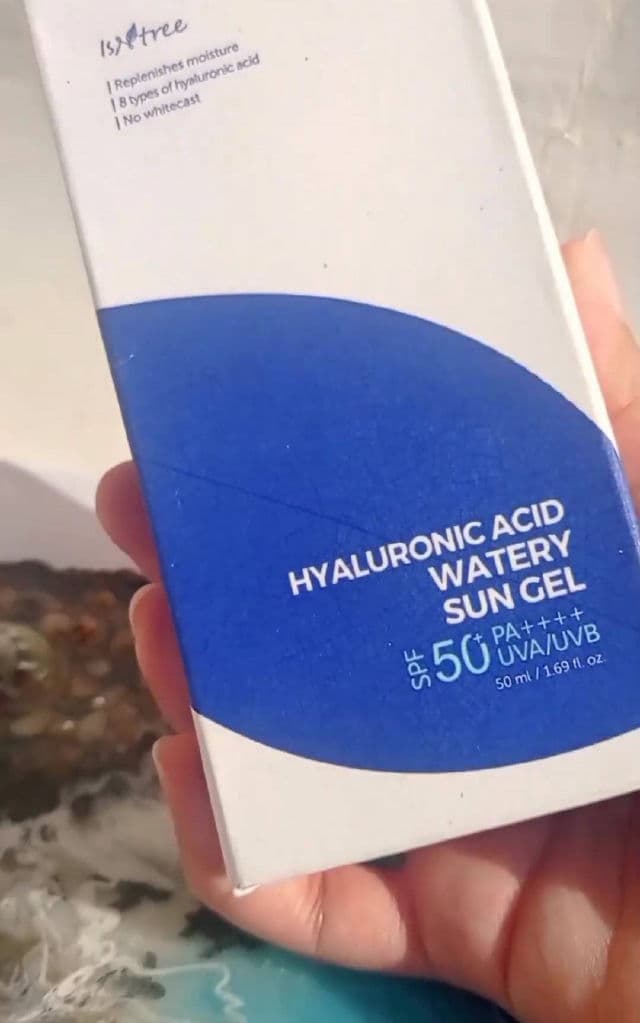 Isntree
| Replenishes moisture
| 8 types of hyaluronic acid
| No whitecast
HYALURONIC ACID
WATERY
SUN GEL
SPF 50+ PA++++
UVA/UVB
50 ml / 1.69 fl. oz.